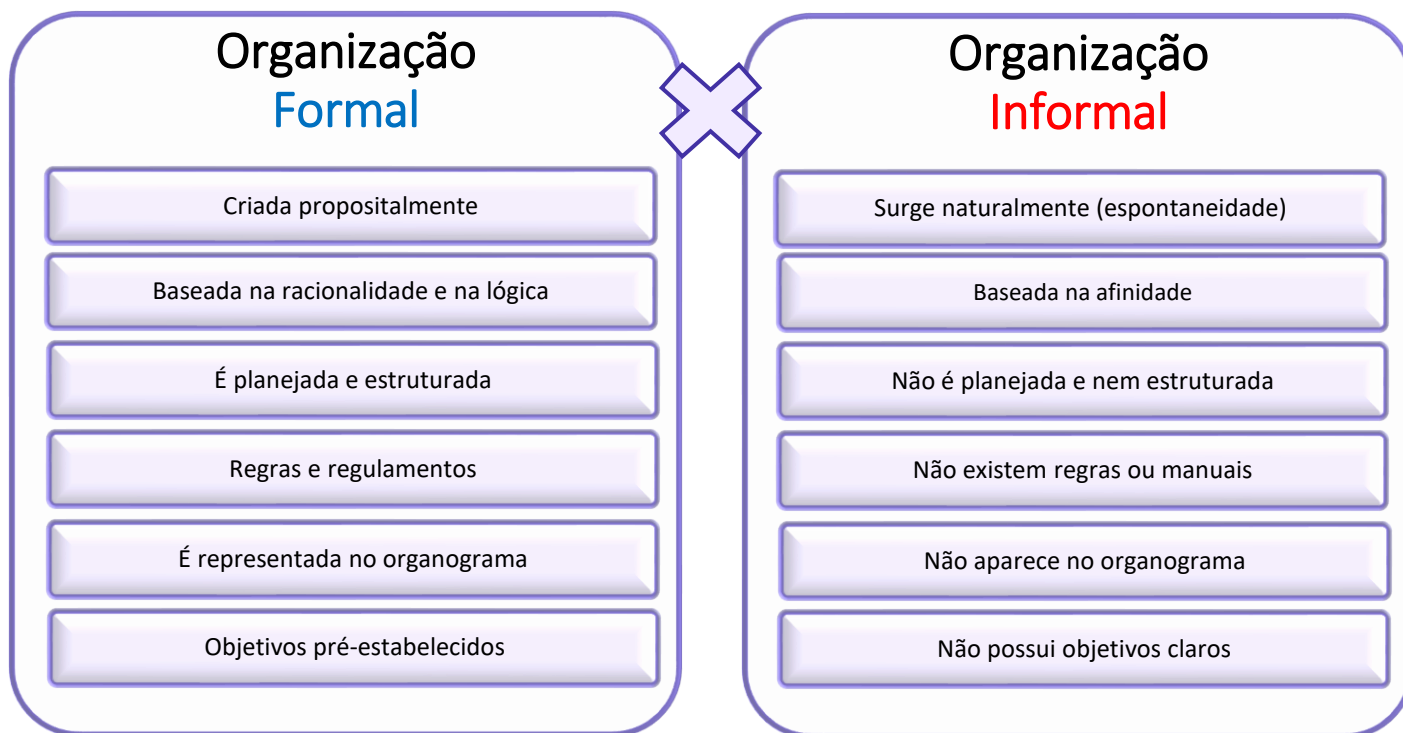 Organização
Formal
Criada propositalmente
Baseada na racionalidade e na lógica
É planejada e estruturada
Regras e regulamentos
É representada no organograma
Objetivos pré-estabelecidos
Organização
Informal
Surge naturalmente (espontaneidade)
Baseada na afinidade
Não é planejada e nem estruturada
Não existem regras ou manuais
Não aparece no organograma
Não possui objetivos claros